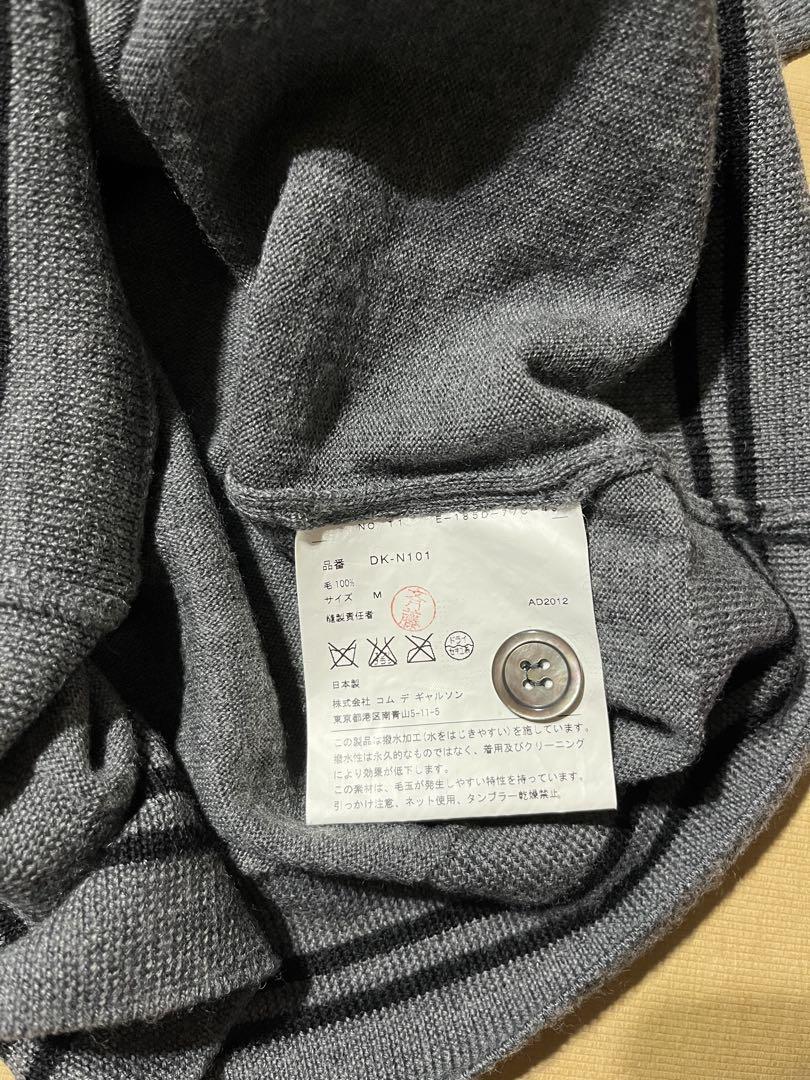 品番 DK-N101
毛100%
サイズ M
縫製責任者
AD2012
ドライ
日本製
株式会社 コム デ ギャルソン
東京都港区南青山5-11-5
この製品は撥水加工(水をはじきやすい)を施しています。
撥水性は永久的なものではなく、着用及びクリーニング
により効果が低下します。
この素材は、毛玉が発生しやすい特性を持っています。
引っかけ注意、ネット使用、タンブラー乾燥禁止。